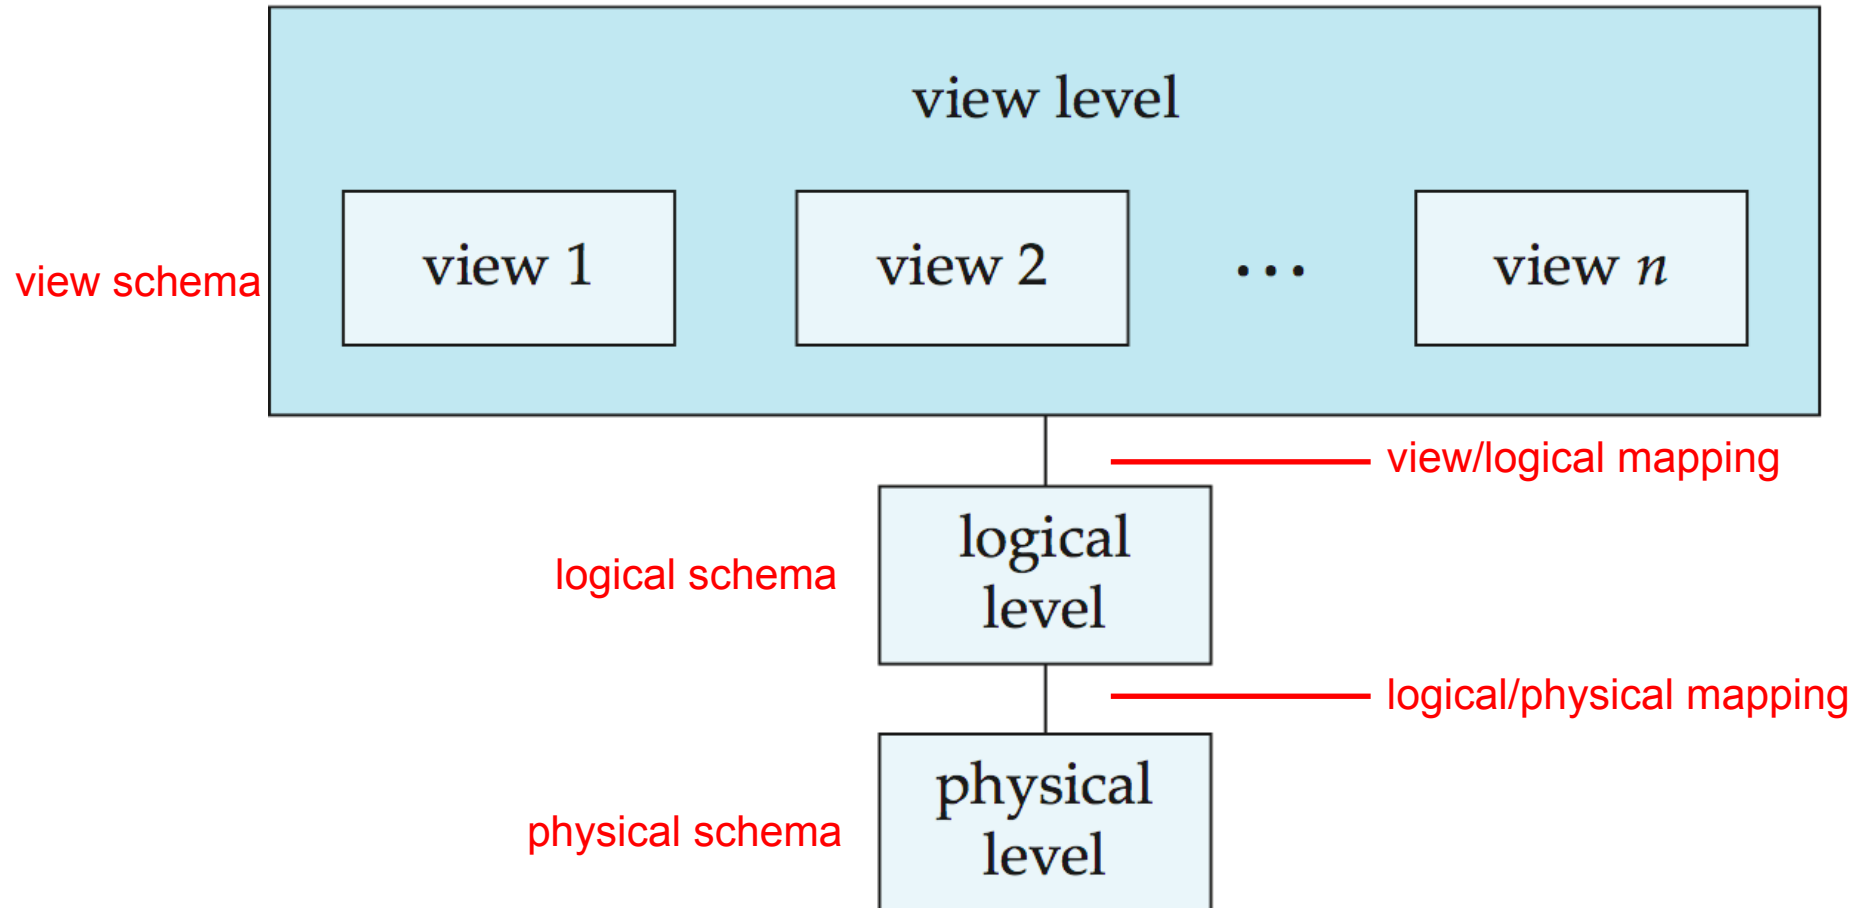 view level
view schema
view 1
view 2
...
view n
view/logical mapping
logical
level
logical schema
logical/physical mapping
physical
level
physical schema